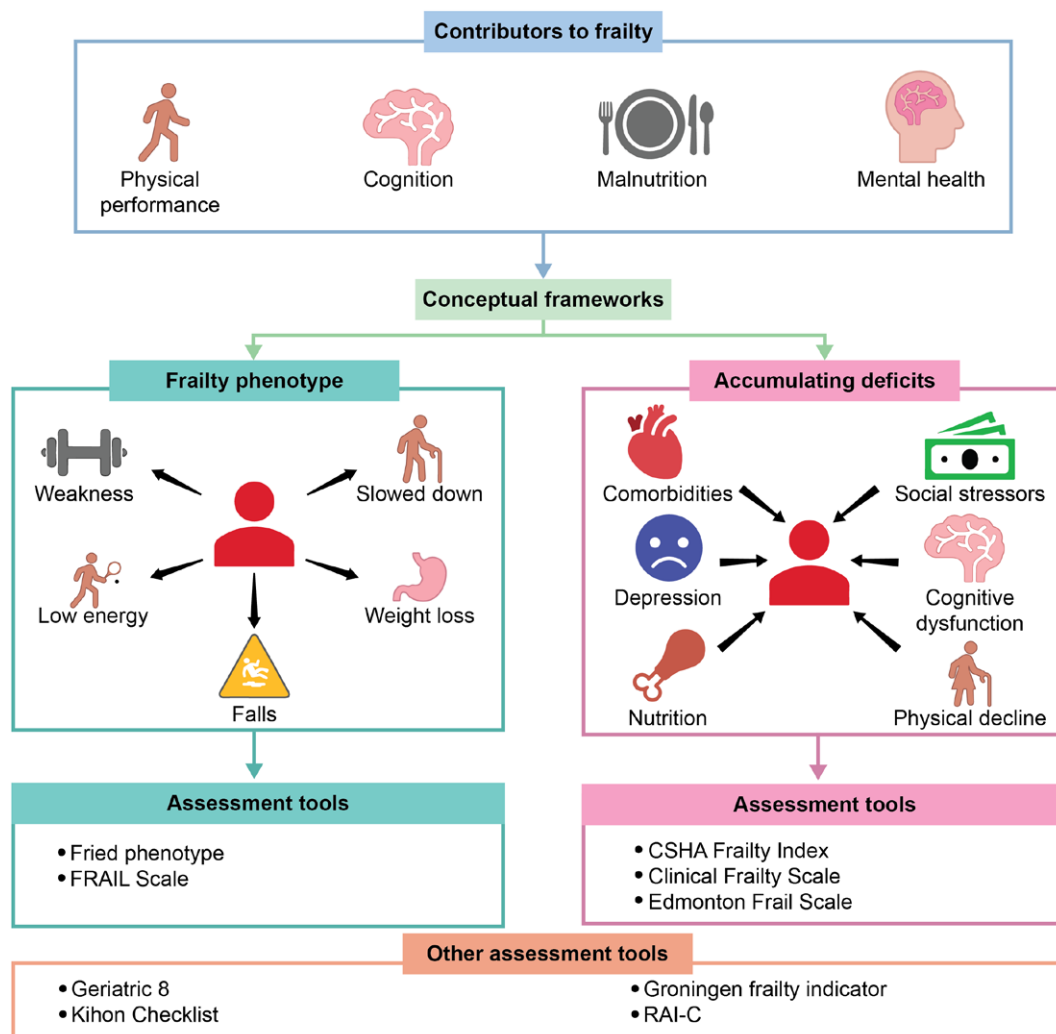 Contributors to frailty
Physical
performance
Cognition
Malnutrition
Mental health
Conceptual frameworks
Frailty phenotype
Weakness
Slowed down
Low energy
Weight loss
Falls
Accumulating deficits
Comorbidities
Social stressors
Depression
Cognitive
dysfunction
Nutrition
Physical decline
Assessment tools
• Fried phenotype
• FRAIL Scale
Assessment tools
• CSHA Frailty Index
• Clinical Frailty Scale
• Edmonton Frail Scale
Other assessment tools
• Geriatric 8
• Kihon Checklist
• Groningen frailty indicator
• RAI-C